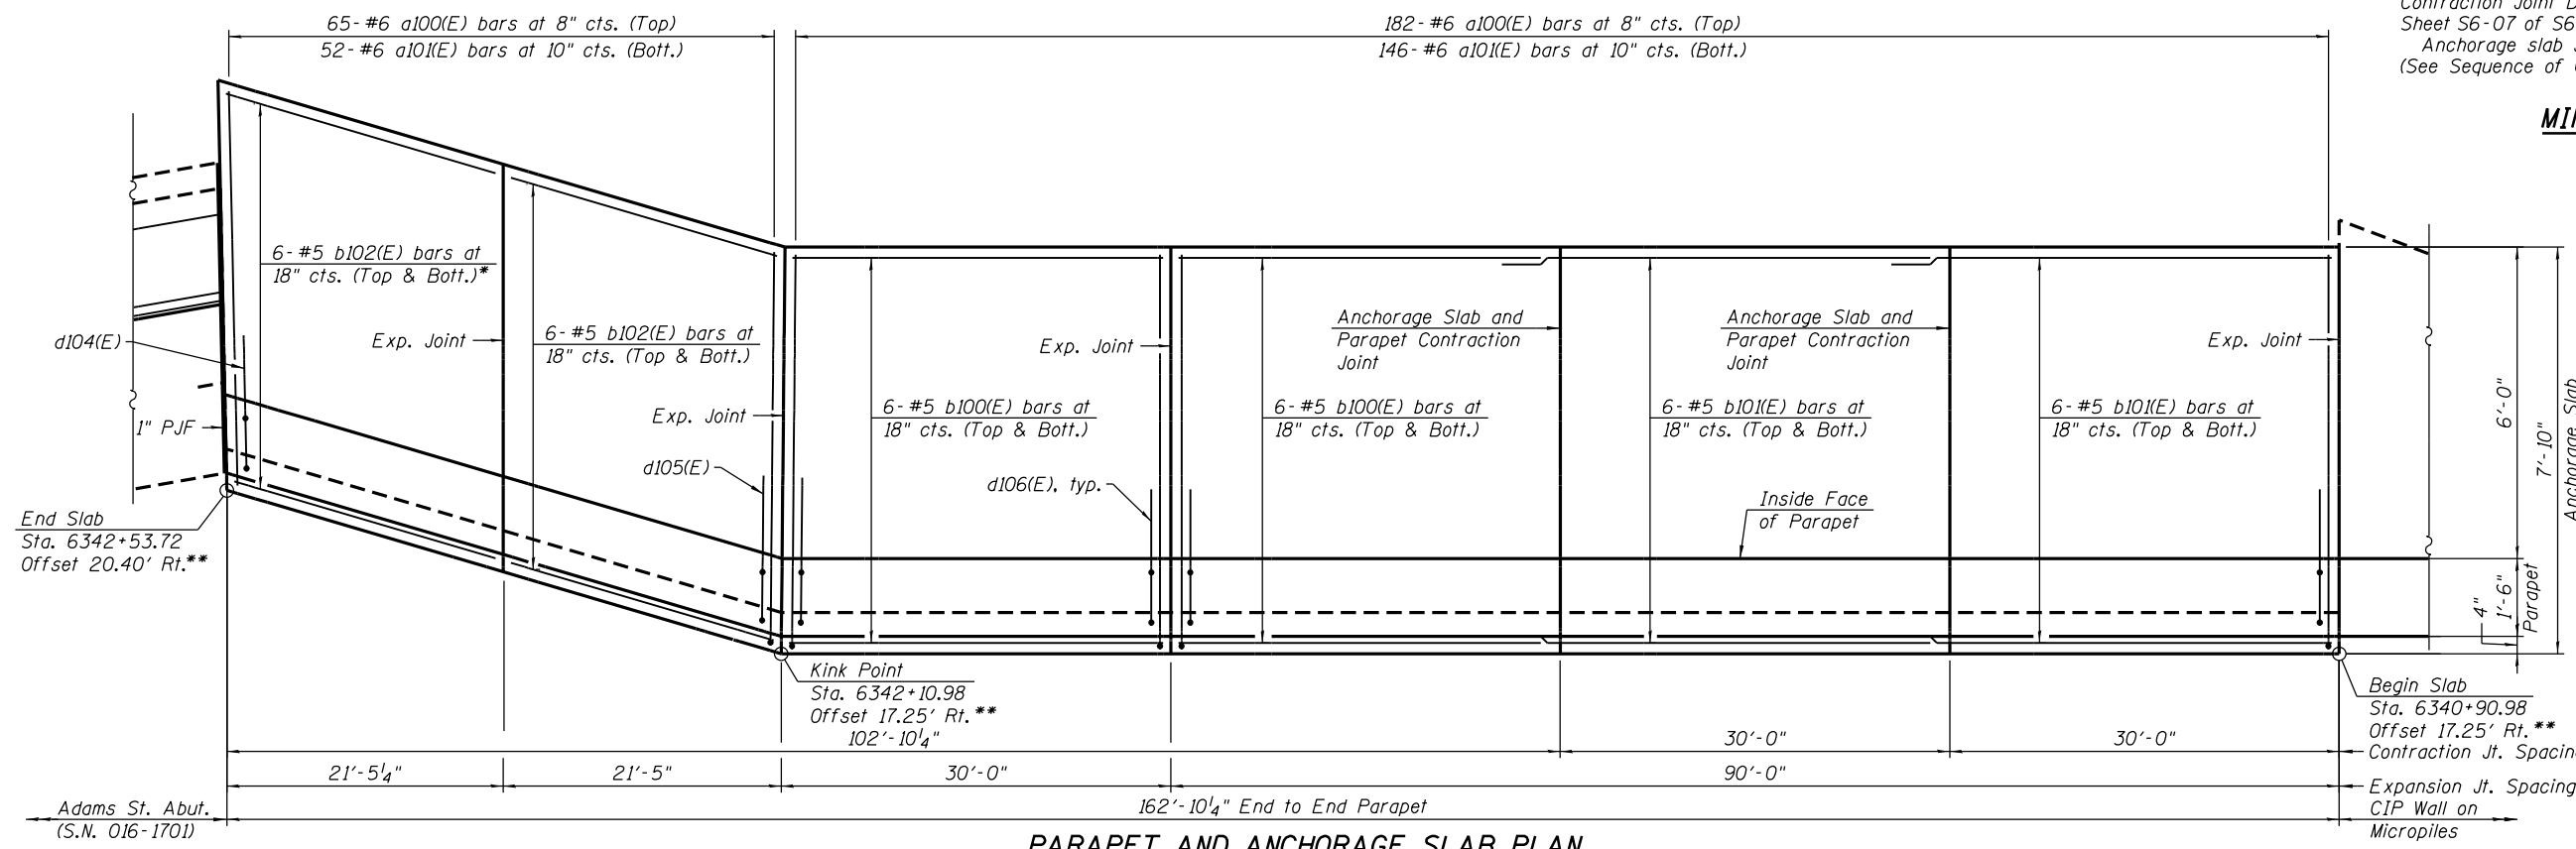 65-#6 a100(E) bars at 8" cts. (Top)
52-#6 a101(E) bars at 10" cts. (Bott.)
182-#6 a100(E) bars at 8" cts. (Top)
146-#6 a101(E) bars at 10" cts. (Bott.)
Contraction Joint
Sheet S6-07 of S6
Anchorage slab
(See Sequence of
6-#5 b102(E) bars at
18" cts. (Top & Bott.)*
d104(E)
Exp. Joint
6-#5 b102(E) bars at
18" cts. (Top & Bott.)
Exp. Joint
1" PJF
d105(E)
6-#5 b100(E) bars at
18" cts. (Top & Bott.)
Exp. Joint
d106(E), typ.
6-#5 b100(E) bars at
18" cts. (Top & Bott.)
Anchorage Slab and
Parapet Contraction
Joint
6-#5 b101(E) bars at
18" cts. (Top & Bott.)
Anchorage Slab and
Parapet Contraction
Joint
6-#5 b101(E) bars at
18" cts. (Top & Bott.)
Exp. Joint
Inside Face
of Parapet
6'-0"
7'-10"
Anchorage Slab
4"
1'-6"
Parapet
End Slab
Sta. 6342+53.72
Offset 20.40' Rt.**
Kink Point
Sta. 6342+10.98
Offset 17.25' Rt.**
Begin Slab
Sta. 6340+90.98
Offset 17.25' Rt.**
102'-10¼"
30'-0"
30'-0"
Contraction Jt. Spacing
21'-5¼"
21'-5"
30'-0"
90'-0"
Expansion Jt. Spacing
Adams St. Abut.
(S.N. 016-1701)
162'-10¼" End to End Parapet
CIP Wall on
Micropiles
PARAPET AND ANCHORAGE SLAB PLAN